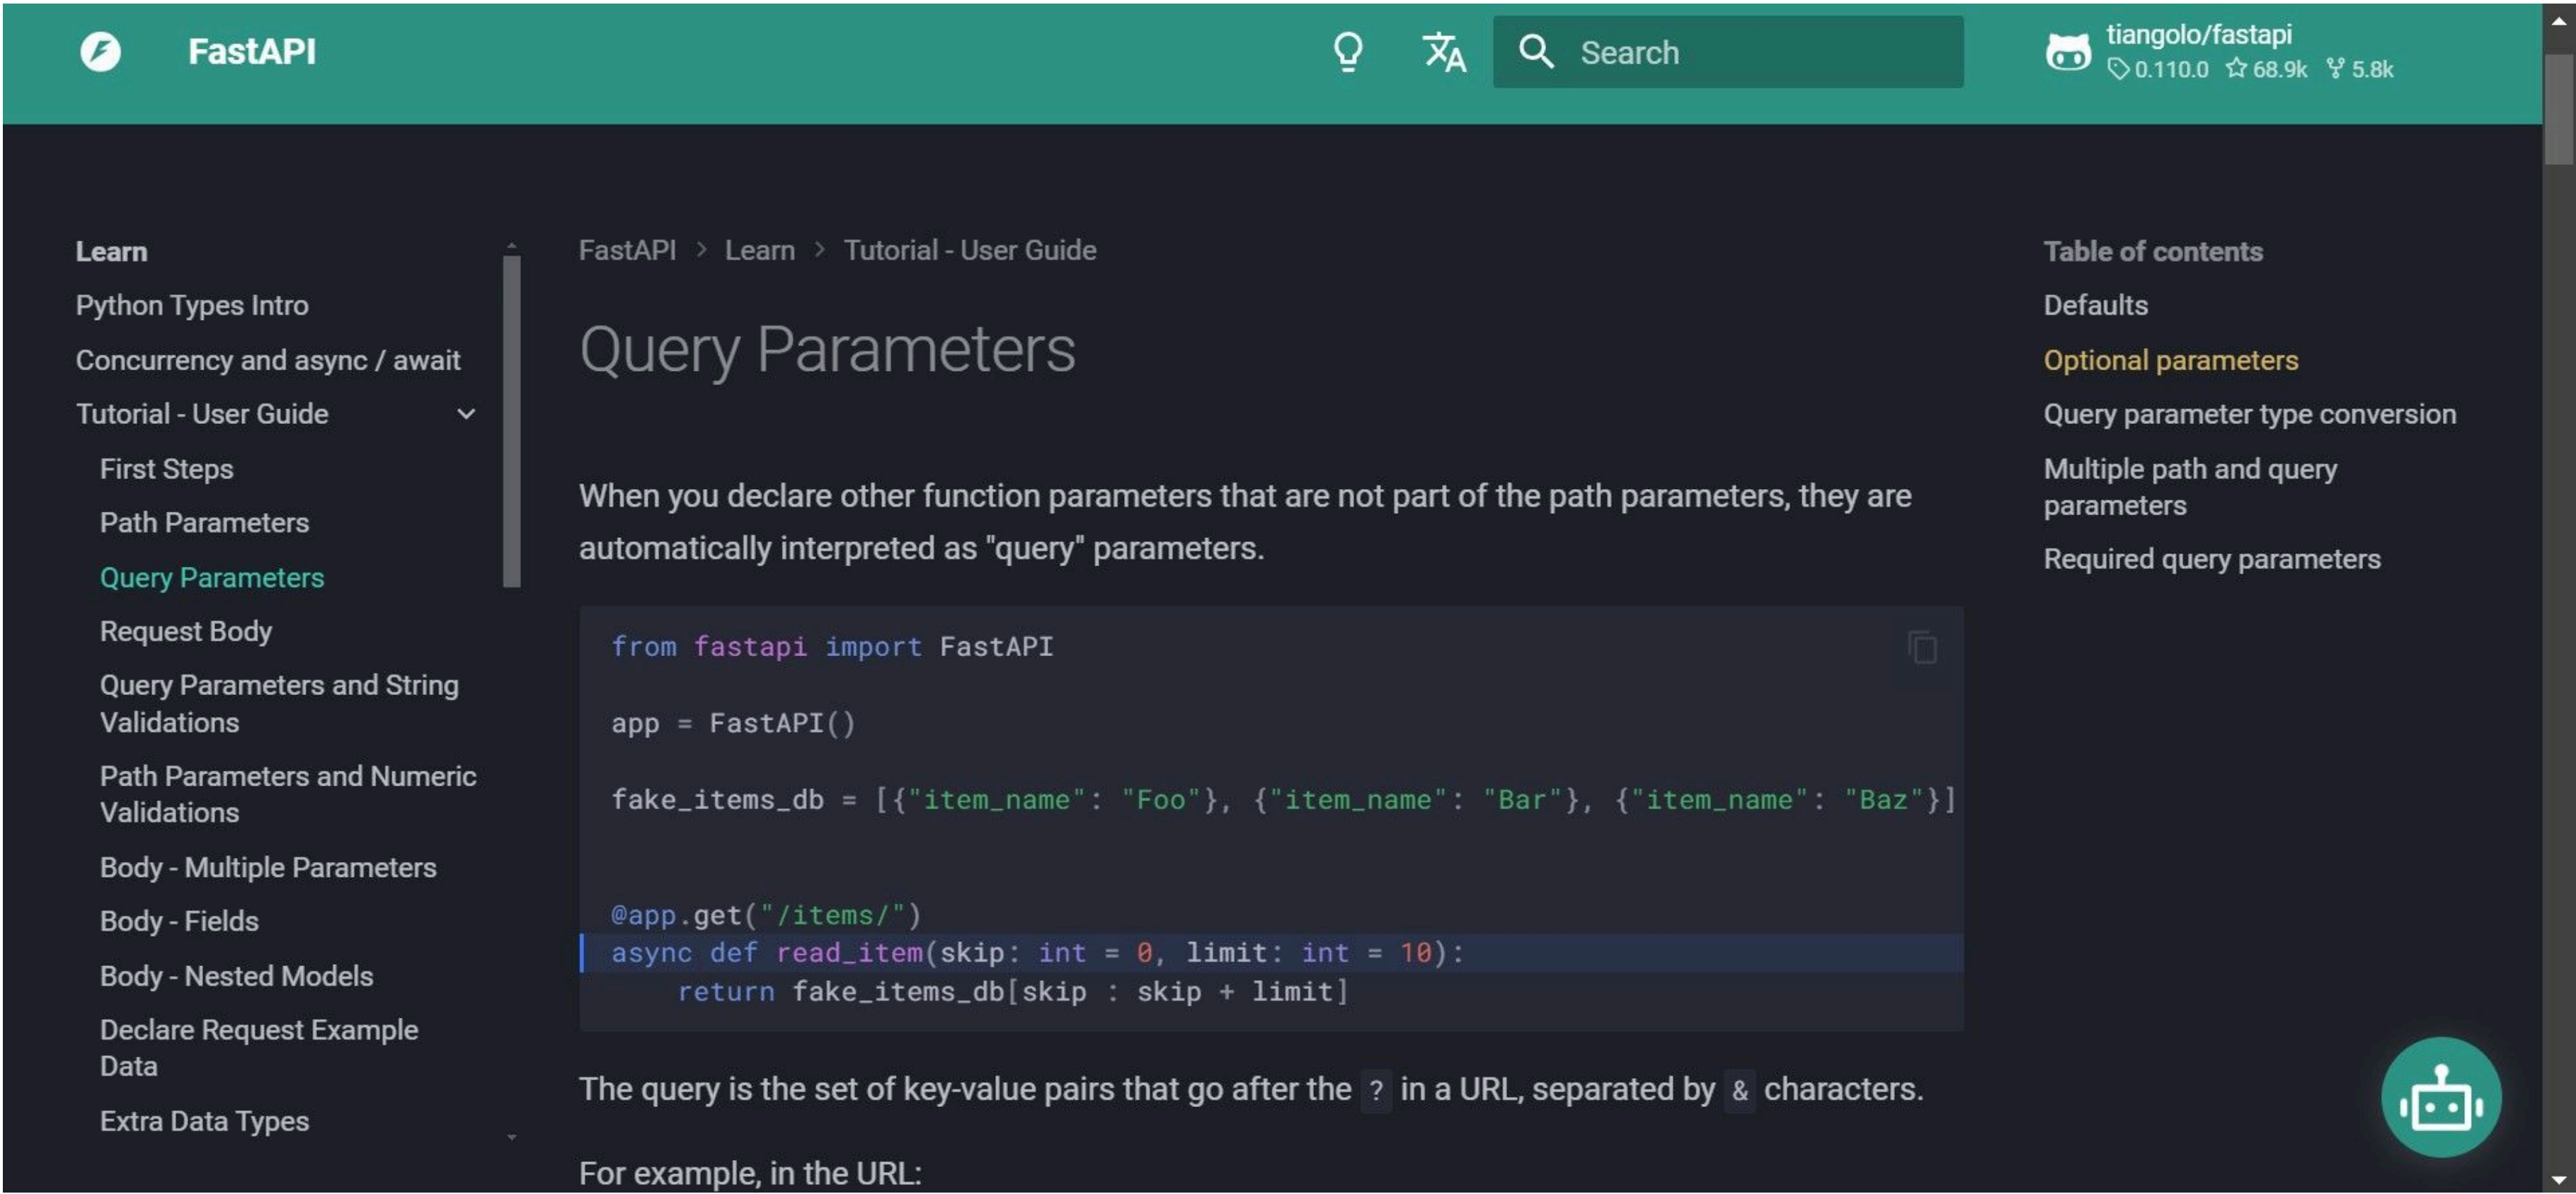 FastAPI
Search
tiangolo/fastapi
0.110.0 68.9k 5.8k
Learn
Python Types Intro
Concurrency and async / await
Tutorial - User Guide
First Steps
Path Parameters
Query Parameters
Request Body
Query Parameters and String
Validations
Path Parameters and Numeric
Validations
Body - Multiple Parameters
Body - Fields
Body - Nested Models
Declare Request Example
Data
Extra Data Types
FastAPI > Learn > Tutorial - User Guide
Query Parameters
When you declare other function parameters that are not part of the path parameters, they are
automatically interpreted as "query" parameters.
from fastapi import FastAPI
app = FastAPI()
fake_items_db = [{"item_name": "Foo"}, {"item_name": "Bar"}, {"item_name": "Baz"}]
@app.get("/items/")
async def read_item(skip: int = 0, limit: int = 10):
    return fake_items_db[skip : skip + limit]
The query is the set of key-value pairs that go after the ? in a URL, separated by & characters.
For example, in the URL:
Table of contents
Defaults
Optional parameters
Query parameter type conversion
Multiple path and query
parameters
Required query parameters